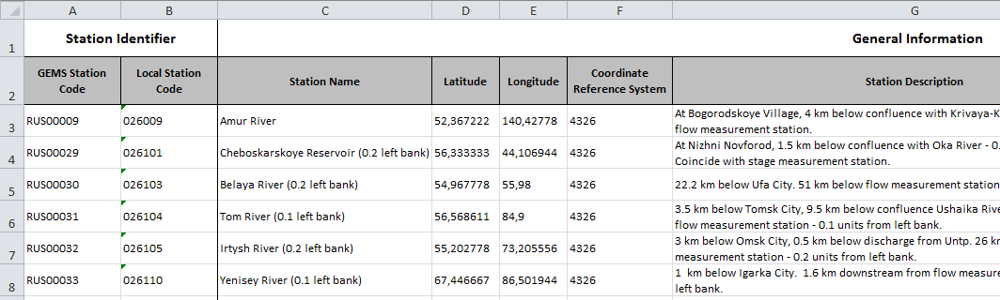 A B C D E F G
1 Station Identifier General Information
2 GEMS Station Code Local Station Code Station Name Latitude Longitude Coordinate Reference System Station Description
3 RUS00009 026009 Amur River 52,367222 140,42778 4326 At Bogorodskoye Village, 4 km below confluence with Krivaya-K
flow measurement station.
4 RUS00029 026101 Cheboskarskoye Reservoir (0.2 left bank) 56,333333 44,106944 4326 At Nizhni Novforod, 1.5 km below confluence with Oka River - 0.
Coincide with stage measurement station.
5 RUS00030 026103 Belaya River (0.2 left bank) 54,967778 55,98 4326 22.2 km below Ufa City. 51 km below flow measurement station
6 RUS00031 026104 Tom River (0.1 left bank) 56,568611 84,9 4326 3.5 km below Tomsk City, 9.5 km below confluence Ushaika Rive
flow measurement station - 0.1 units from left bank.
7 RUS00032 026105 Irtysh River (0.2 left bank) 55,202778 73,205556 4326 3 km below Omsk City, 0.5 km below discharge from Untp. 26 km
measurement station - 0.2 units from left bank.
8 RUS00033 026110 Yenisey River (0.1 left bank) 67,446667 86,501944 4326 1 km below Igarka City. 1.6 km downstream from flow measure
left bank.